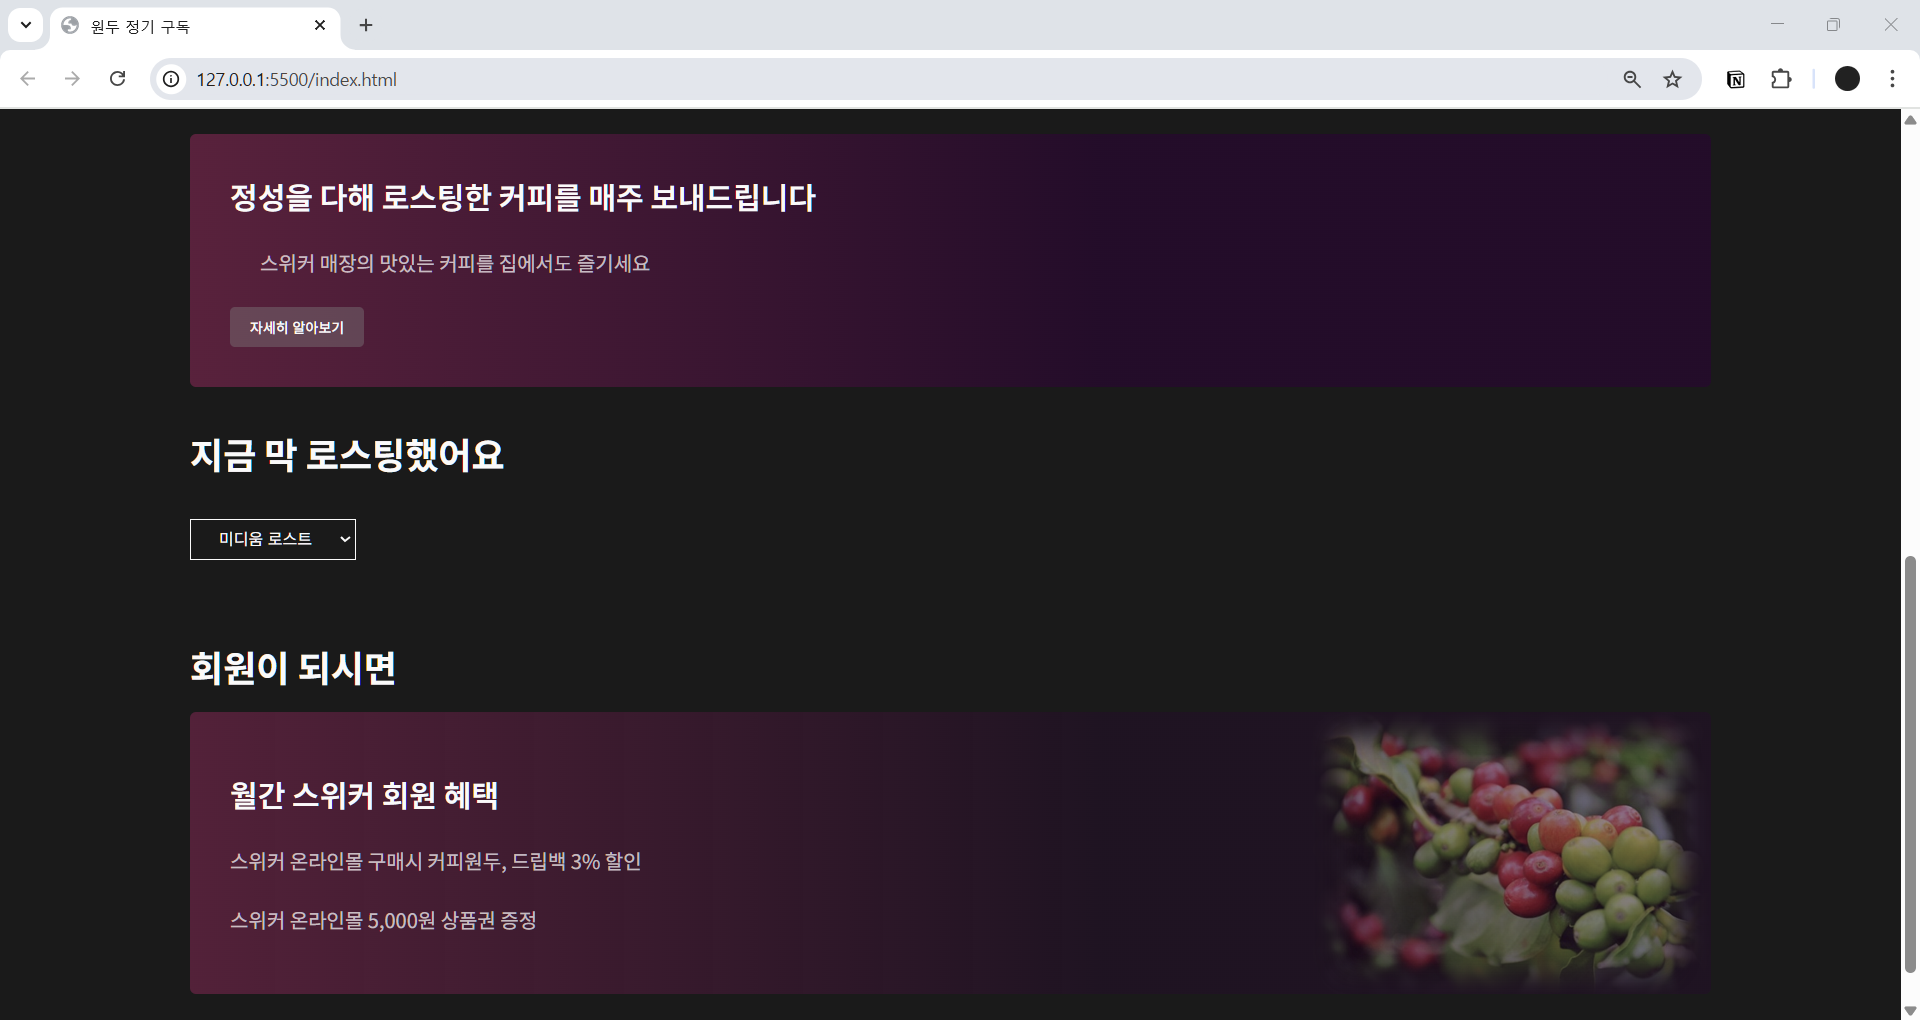 원두 정기 구독
127.0.0.1:5500/index.html
정성을 다해 로스팅한 커피를 매주 보내드립니다
스위커 매장의 맛있는 커피를 집에서도 즐기세요
자세히 알아보기
지금 막 로스팅했어요
미디움 로스트
회원이 되시면
월간 스위커 회원 혜택
스위커 온라인몰 구매시 커피원두, 드립백 3% 할인
스위커 온라인몰 5,000원 상품권 증정